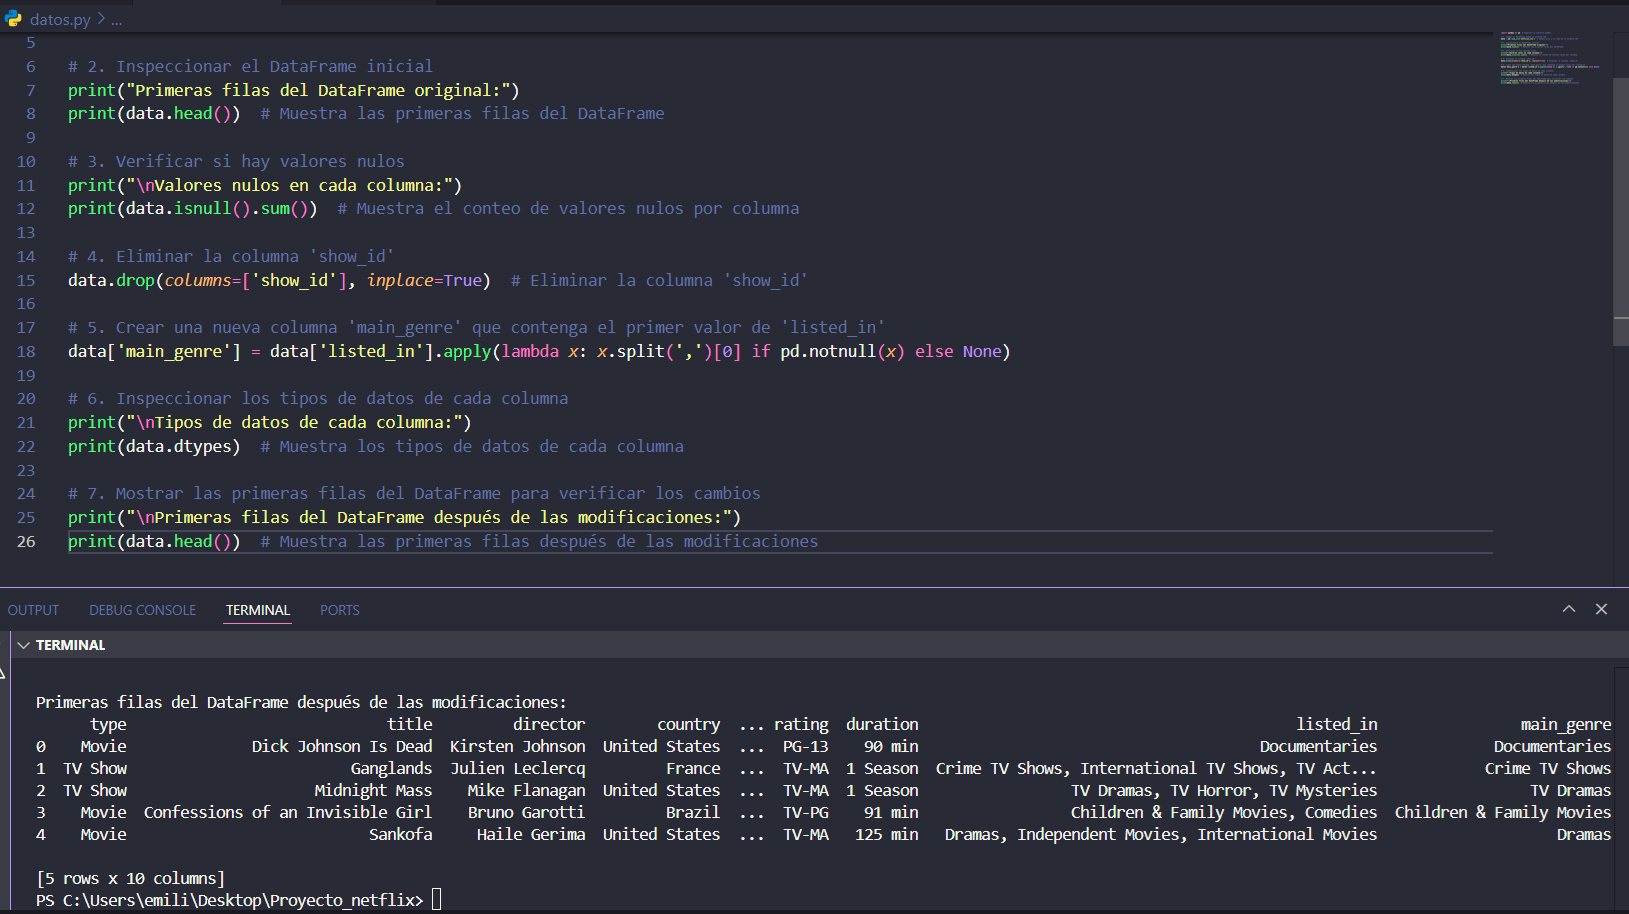 datos.py > ...
5
6 # 2. Inspeccionar el DataFrame inicial
7 print("Primeras filas del DataFrame original:")
8 print(data.head())  # Muestra las primeras filas del DataFrame
9
10 # 3. Verificar si hay valores nulos
11 print("\nValores nulos en cada columna:")
12 print(data.isnull().sum())  # Muestra el conteo de valores nulos por columna
13
14 # 4. Eliminar la columna 'show_id'
15 data.drop(columns=['show_id'], inplace=True)  # Eliminar la columna 'show_id'
16
17 # 5. Crear una nueva columna 'main_genre' que contenga el primer valor de 'listed_in'
18 data['main_genre'] = data['listed_in'].apply(lambda x: x.split(',')[0] if pd.notnull(x) else None)
19
20 # 6. Inspeccionar los tipos de datos de cada columna
21 print("\nTipos de datos de cada columna:")
22 print(data.dtypes)  # Muestra los tipos de datos de cada columna
23
24 # 7. Mostrar las primeras filas del DataFrame para verificar los cambios
25 print("\nPrimeras filas del DataFrame después de las modificaciones:")
26 print(data.head())  # Muestra las primeras filas después de las modificaciones
OUTPUT DEBUG CONSOLE TERMINAL PORTS
TERMINAL
Primeras filas del DataFrame después de las modificaciones:
type title director country ... rating duration listed_in main_genre
0 Movie Dick Johnson Is Dead Kirsten Johnson United States ... PG-13 90 min Documentaries Documentaries
1 TV Show Ganglands Julien Leclercq France ... TV-MA 1 Season Crime TV Shows, International TV Shows, TV Act... Crime TV Shows
2 TV Show Midnight Mass Mike Flanagan United States ... TV-MA 1 Season TV Dramas, TV Horror, TV Mysteries TV Dramas
3 Movie Confessions of an Invisible Girl Bruno Garotti Brazil ... TV-PG 91 min Children & Family Movies, Comedies Children & Family Movies
4 Movie Sankofa Haile Gerima United States ... TV-MA 125 min Dramas, Independent Movies, International Movies Dramas
[5 rows x 10 columns]
PS C:\Users\emili\Desktop\Proyecto_netflix>